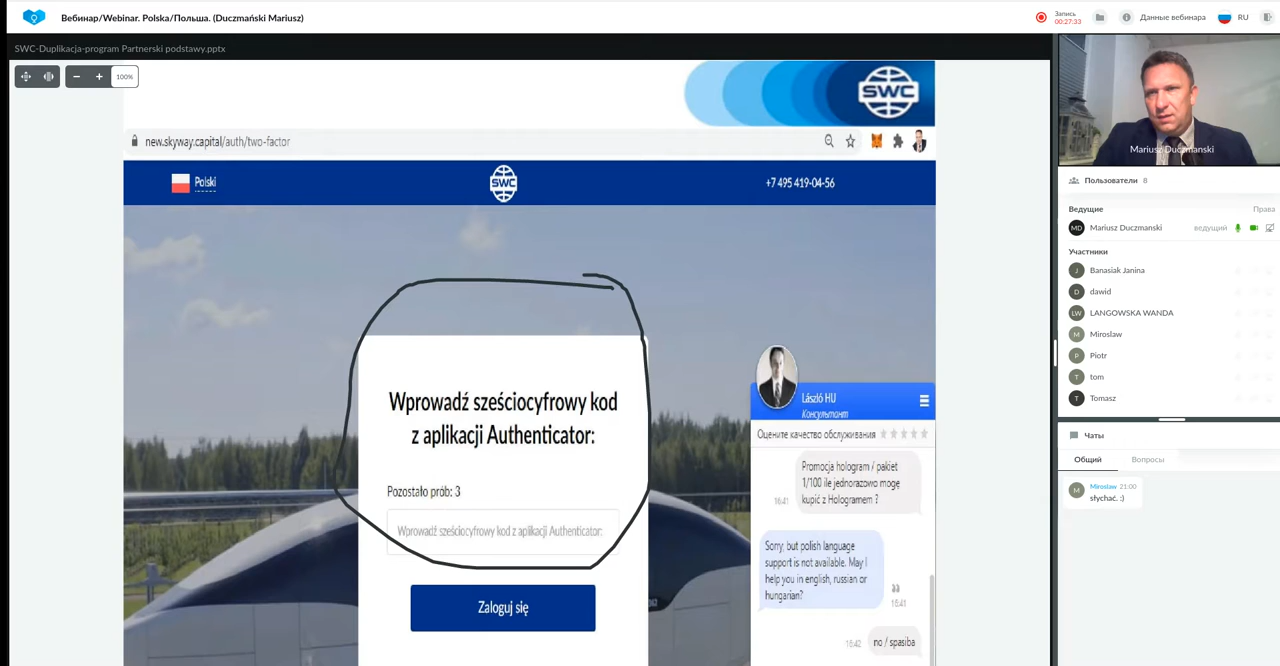 Вебинар/Webinar. Polska/Польша. (Duczmański Mariusz)
Запись
00:27:33
Данные вебинара
RU
SWC-Duplikacja-program Partnerski podstawy.pptx
100%
SWC
new.skyway.capital/auth/two-factor
Polski
SWC
+7 495 419-04-56
Wprowadź sześciocyfrowy kod
z aplikacji Authenticator:
Pozostało prób: 3
Wprowadź sześciocyfrowy kod z aplikacji Authenticator:
Zaloguj się
László HU
Консультант
Оцените качество обслуживания
Promocja hologram / pakiet
1/100 ile jednorazowo mogę
kupić z Hologramem ?
16:41
Sorry, but polish language
support is not available. May I
help you in english, russian or
hungarian?
16:41
no / spasiba
16:42
Mariusz Duczmanski
Пользователи 8
Ведущие
Права
MD Mariusz Duczmanski ведущий
Участники
J Banasiak Janina
D dawid
LW LANGOWSKA WANDA
M Miroslaw
P Piotr
T tom
T Tomasz
Чаты
Общий
Вопросы
M Miroslaw 21:00
słychać. :)